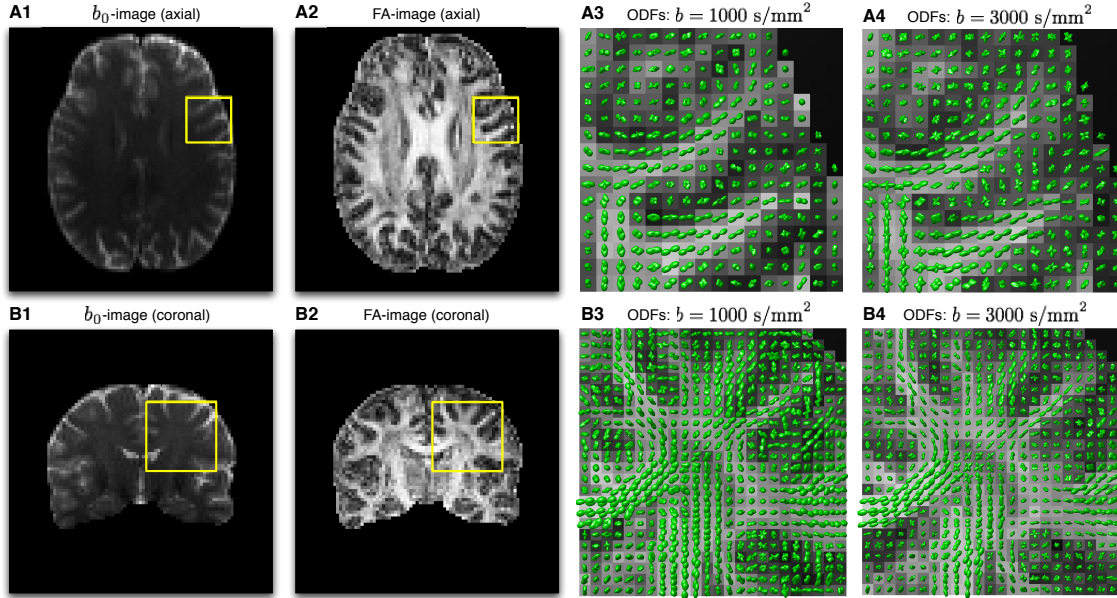 A1 b₀-image (axial)
A2 FA-image (axial)
A3 ODFs: b = 1000 s/mm²
A4 ODFs: b = 3000 s/mm²
B1 b₀-image (coronal)
B2 FA-image (coronal)
B3 ODFs: b = 1000 s/mm²
B4 ODFs: b = 3000 s/mm²